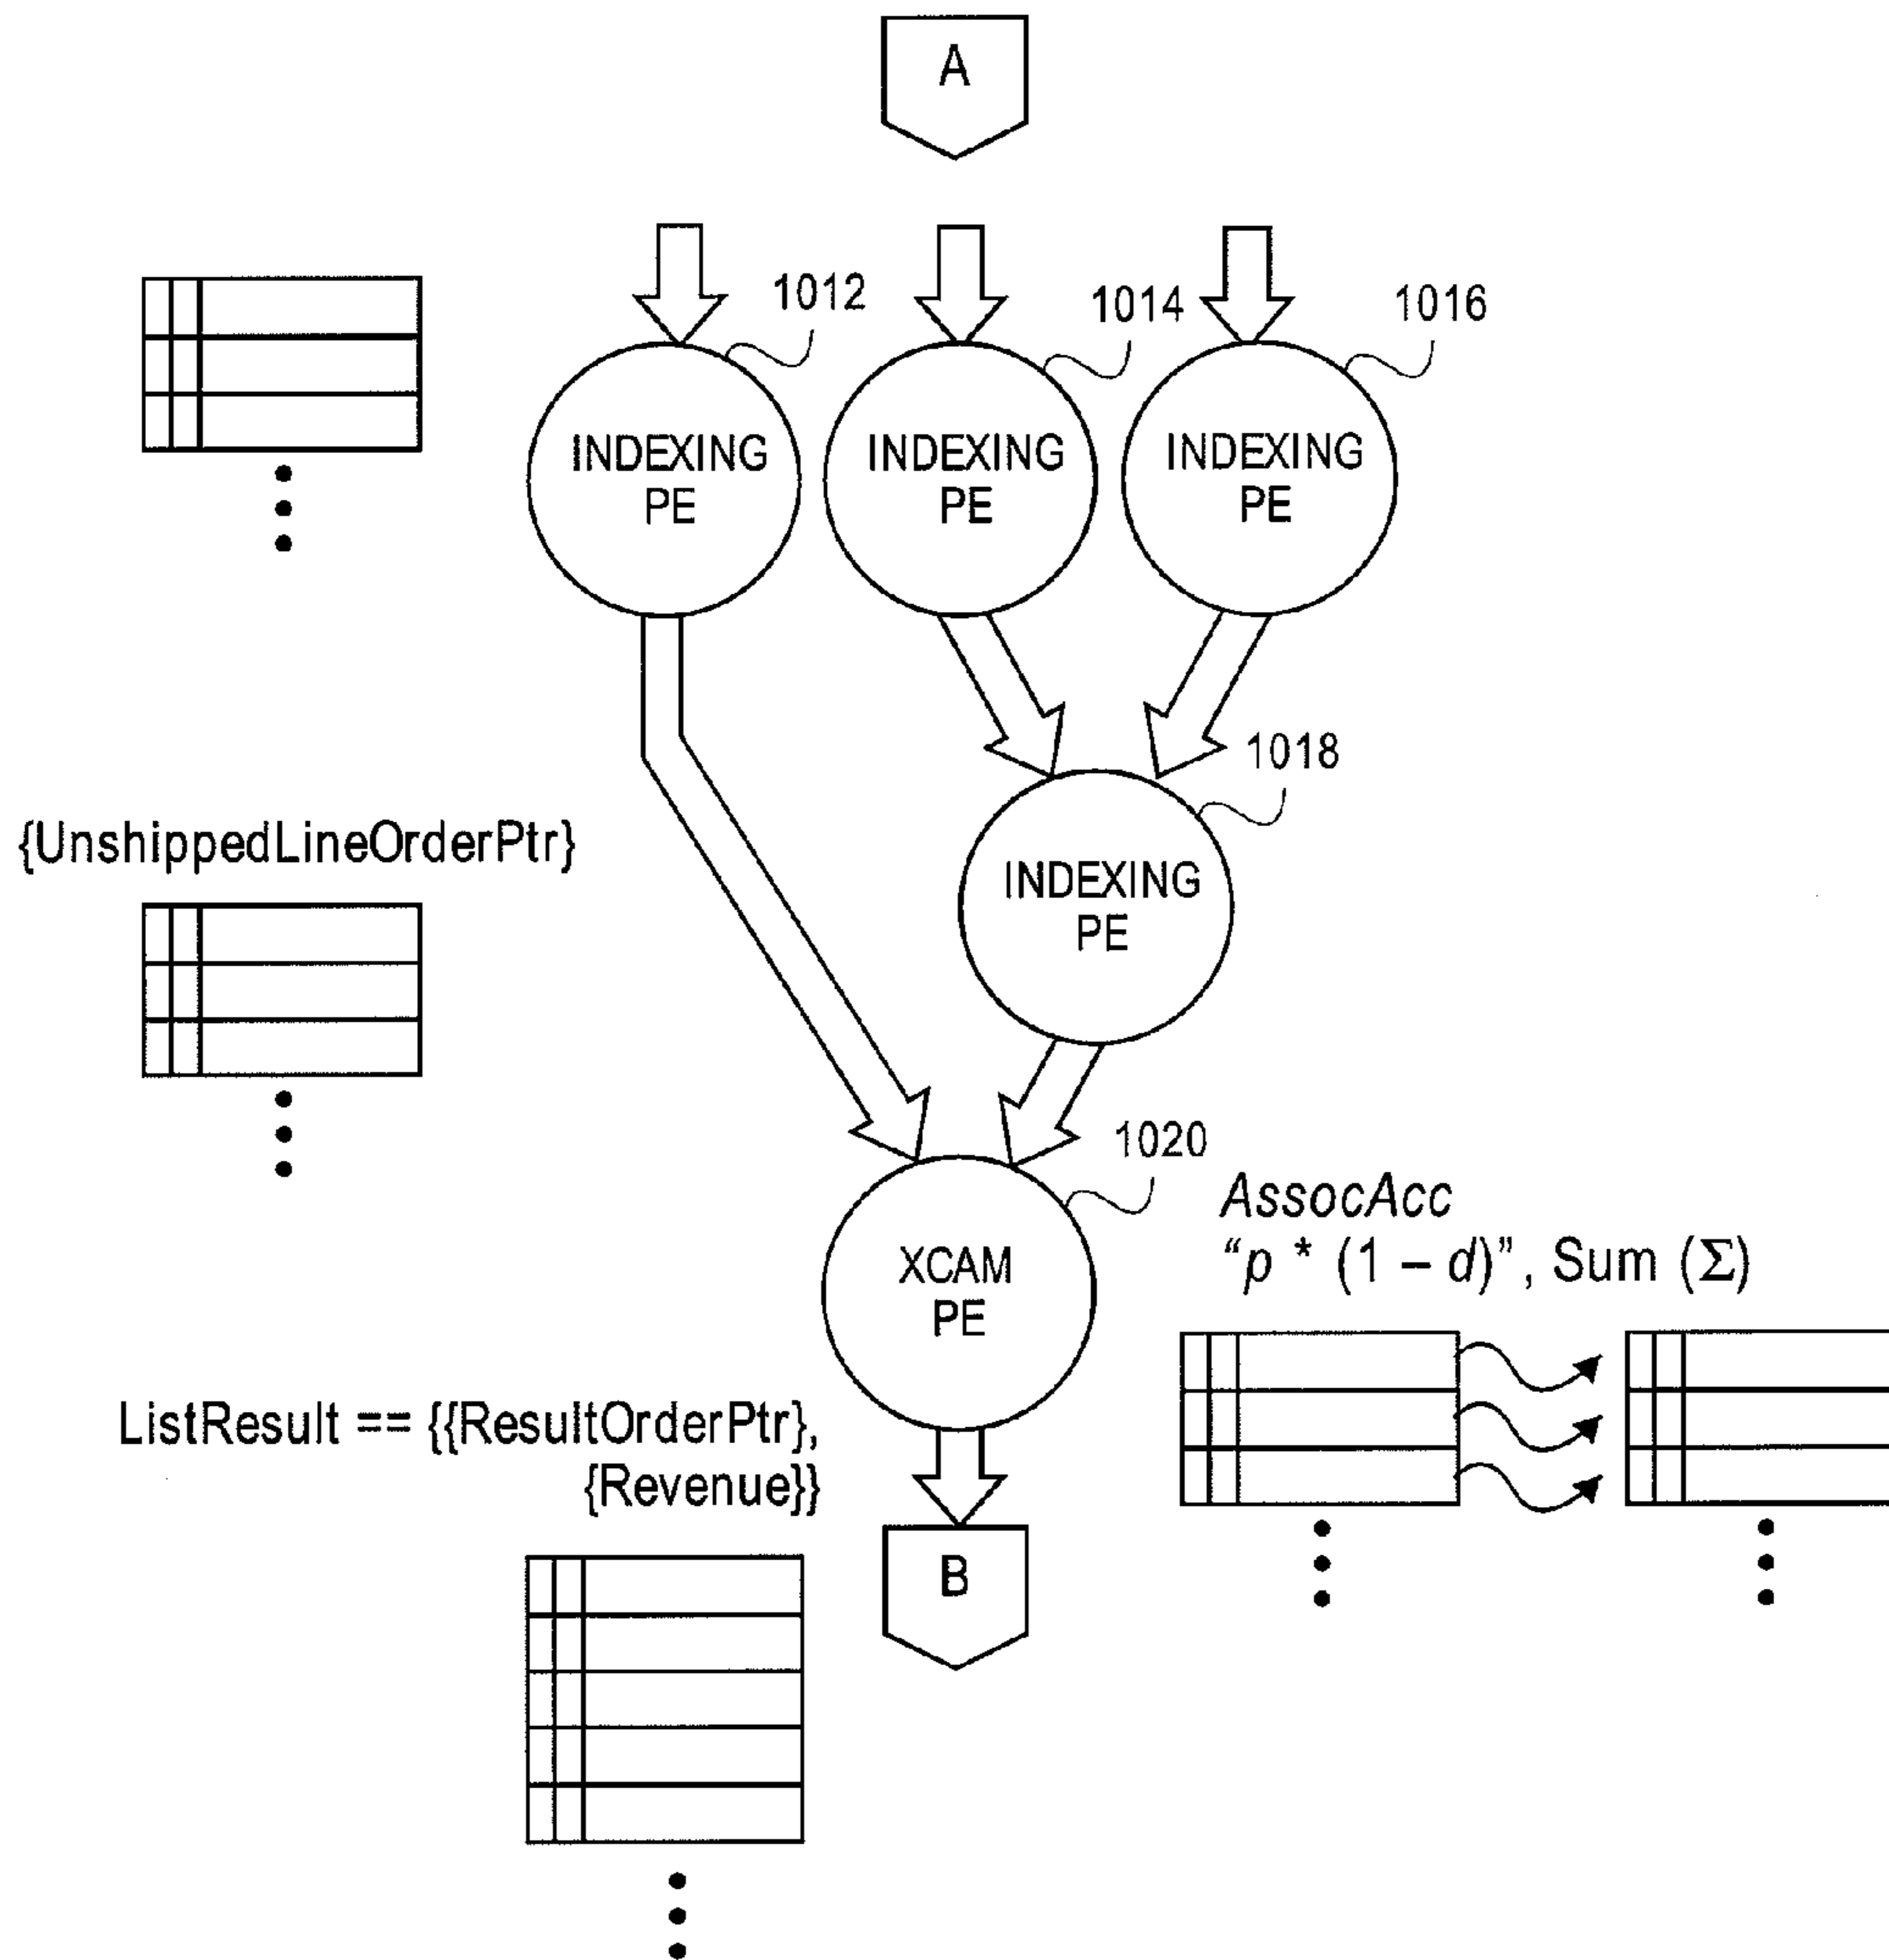 A
1012
1014
1016
INDEXING
PE
INDEXING
PE
INDEXING
PE
1018
{UnshippedLineOrderPtr}
INDEXING
PE
1020
AssocAcc
“p * (1 – d)”, Sum (Σ)
XCAM
PE
ListResult == {{ResultOrderPtr},
{Revenue}}
B